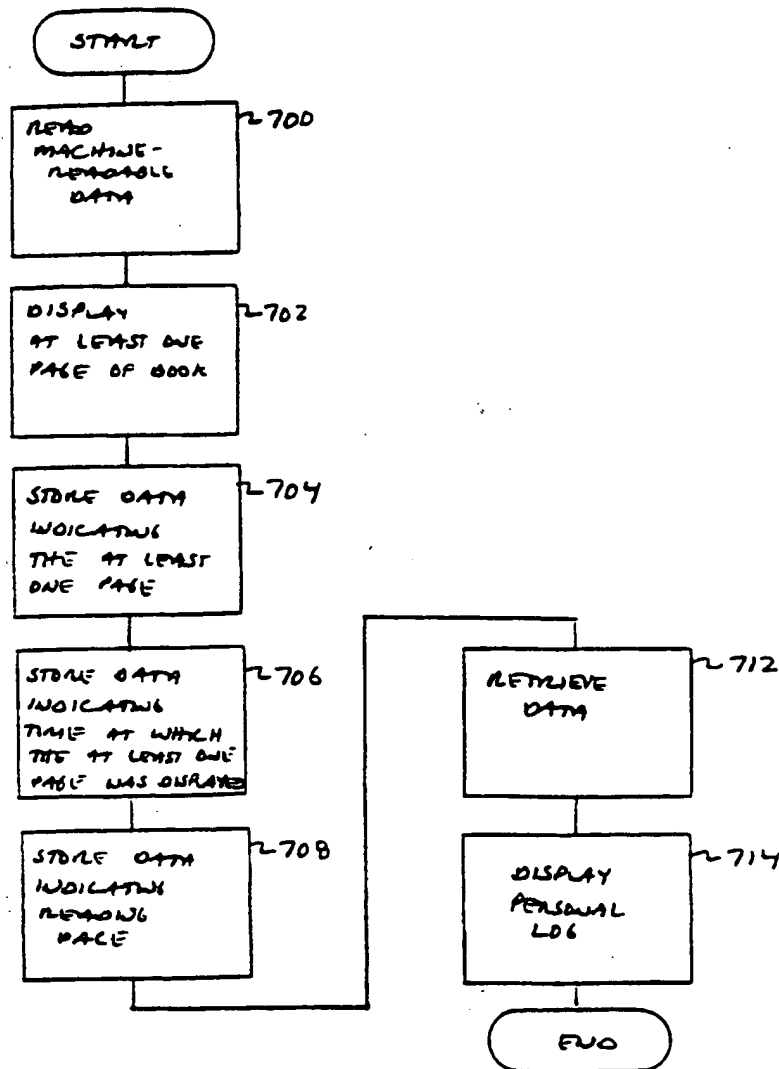 START
READ
MACHINE-
READABLE
DATA
700
DISPLAY
AT LEAST ONE
PAGE OF BOOK
702
STORE DATA
INDICATING
THE AT LEAST
ONE PAGE
704
STORE DATA
INDICATING
TIME AT WHICH
THE AT LEAST ONE
PAGE WAS DISPLAYED
706
STORE DATA
INDICATING
READING
PACE
708
RETRIEVE
DATA
712
DISPLAY
PERSONAL
LOG
714
END